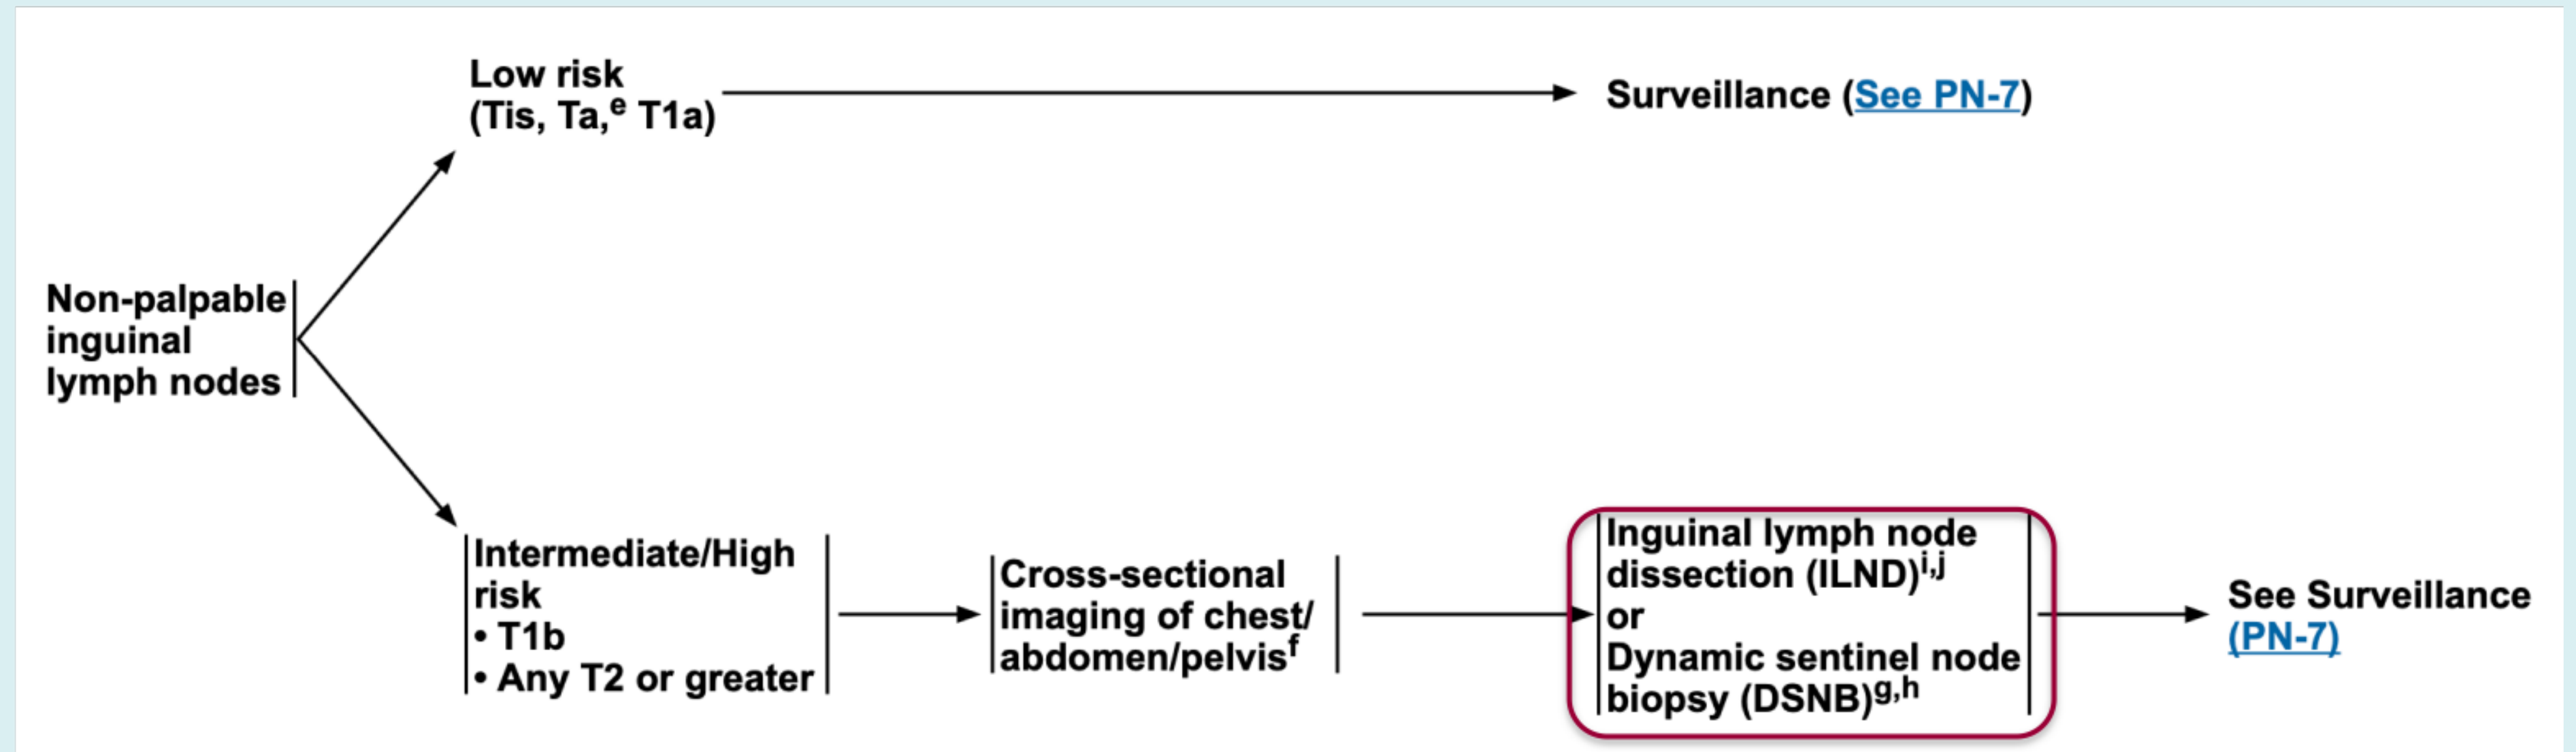 Low risk
(Tis, Ta,e T1a)
Surveillance (See PN-7)
Non-palpable
inguinal
lymph nodes
Intermediate/High
risk
• T1b
• Any T2 or greater
Cross-sectional
imaging of chest/
abdomen/pelvisf
Inguinal lymph node
dissection (ILND)i,j
or
Dynamic sentinel node
biopsy (DSNB)g,h
See Surveillance
(PN-7)